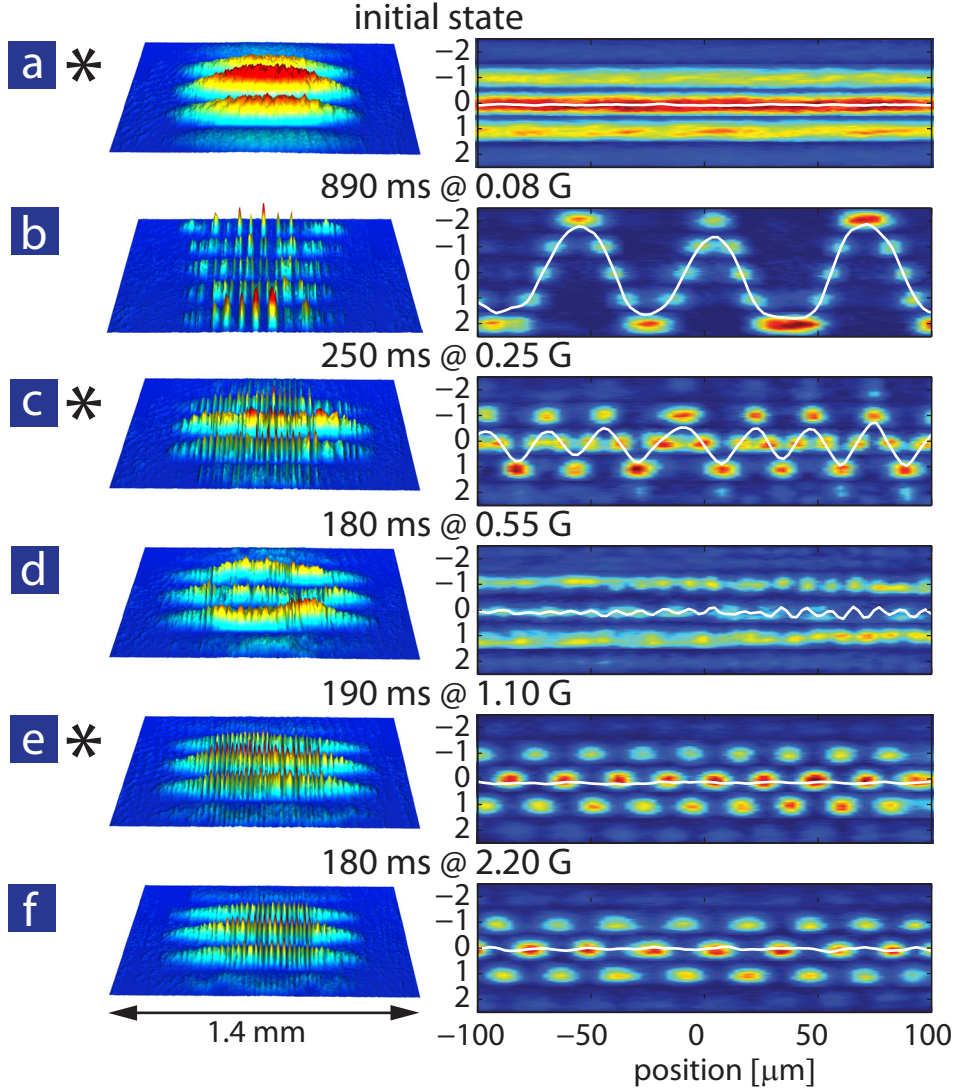 initial state
a *
−2
−1
0
1
2
890 ms @ 0.08 G
b
−2
−1
0
1
2
250 ms @ 0.25 G
c *
−2
−1
0
1
2
180 ms @ 0.55 G
d
−2
−1
0
1
2
190 ms @ 1.10 G
e *
−2
−1
0
1
2
180 ms @ 2.20 G
f
−2
−1
0
1
2
1.4 mm
−100 −50 0 50 100
position [μm]